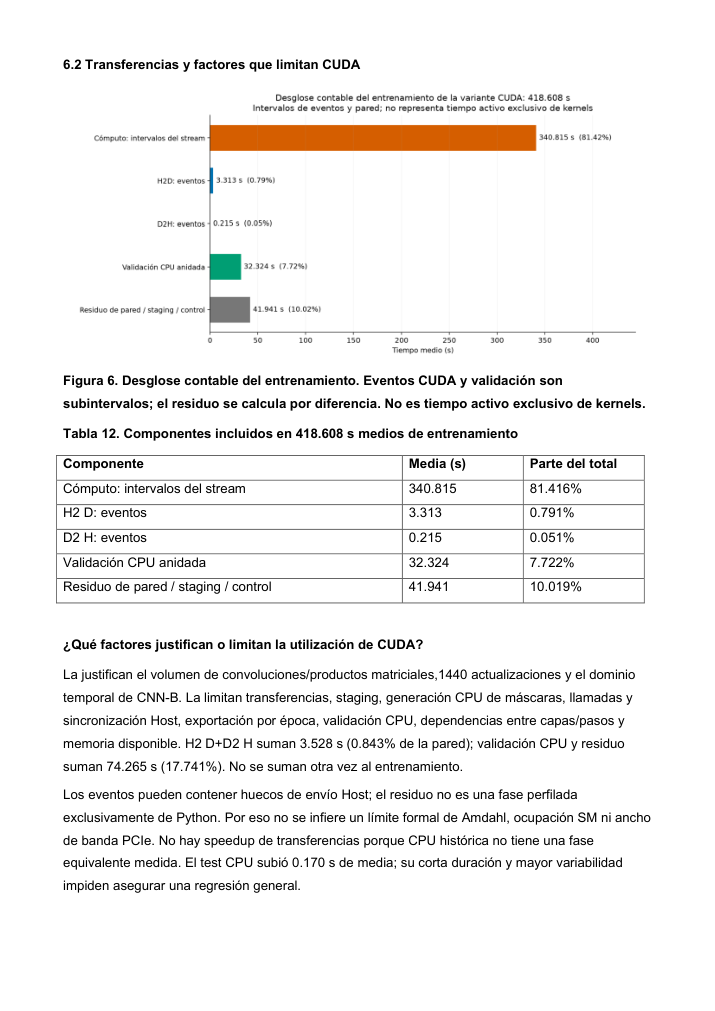 6.2 Transferencias y factores que limitan CUDA
Desglose contable del entrenamiento de la variante CUDA: 418.608 s
Intervalos de eventos y pared; no representa tiempo activo exclusivo de kernels
Cómputo: intervalos del stream 340.815 s (81.42%)
H2D: eventos 3.313 s (0.79%)
D2H: eventos 0.215 s (0.05%)
Validación CPU anidada 32.324 s (7.72%)
Residuo de pared / staging / control 41.941 s (10.02%)
0 50 100 150 200 250 300 350 400
Tiempo medio (s)
Figura 6. Desglose contable del entrenamiento. Eventos CUDA y validación son
subintervalos; el residuo se calcula por diferencia. No es tiempo activo exclusivo de kernels.
Tabla 12. Componentes incluidos en 418.608 s medios de entrenamiento
Componente Media (s) Parte del total
Cómputo: intervalos del stream 340.815 81.416%
H2 D: eventos 3.313 0.791%
D2 H: eventos 0.215 0.051%
Validación CPU anidada 32.324 7.722%
Residuo de pared / staging / control 41.941 10.019%
¿Qué factores justifican o limitan la utilización de CUDA?
La justifican el volumen de convoluciones/productos matriciales,1440 actualizaciones y el dominio
temporal de CNN-B. La limitan transferencias, staging, generación CPU de máscaras, llamadas y
sincronización Host, exportación por época, validación CPU, dependencias entre capas/pasos y
memoria disponible. H2 D+D2 H suman 3.528 s (0.843% de la pared); validación CPU y residuo
suman 74.265 s (17.741%). No se suman otra vez al entrenamiento.
Los eventos pueden contener huecos de envío Host; el residuo no es una fase perfilada
exclusivamente de Python. Por eso no se infiere un límite formal de Amdahl, ocupación SM ni ancho
de banda PCIe. No hay speedup de transferencias porque CPU histórica no tiene una fase
equivalente medida. El test CPU subió 0.170 s de media; su corta duración y mayor variabilidad
impiden asegurar una regresión general.